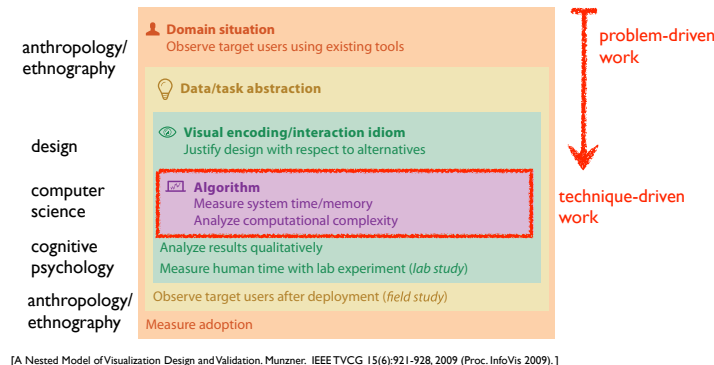 anthropology/
ethnography
Domain situation
Observe target users using existing tools
problem-driven
work
Data/task abstraction
design
Visual encoding/interaction idiom
Justify design with respect to alternatives
computer
science
Algorithm
Measure system time/memory
Analyze computational complexity
technique-driven
work
cognitive
psychology
Analyze results qualitatively
Measure human time with lab experiment (lab study)
anthropology/
ethnography
Observe target users after deployment (field study)
Measure adoption
[A Nested Model of Visualization Design and Validation. Munzner. IEEE TVCG 15(6):921-928, 2009 (Proc. InfoVis 2009). ]